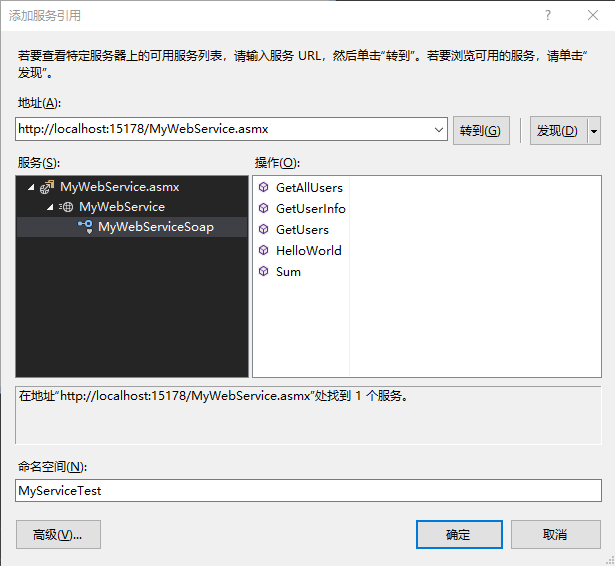 添加服务引用
若要查看特定服务器上的可用服务列表，请输入服务 URL，然后单击“转到”。若要浏览可用的服务，请单击“
发现”。
地址(A):
http://localhost:15178/MyWebService.asmx
转到(G)
发现(D)
服务(S):
操作(O):
MyWebService.asmx
MyWebService
MyWebServiceSoap
GetAllUsers
GetUserInfo
GetUsers
HelloWorld
Sum
在地址“http://localhost:15178/MyWebService.asmx”处找到 1 个服务。
命名空间(N):
MyServiceTest
高级(V)...
确定
取消